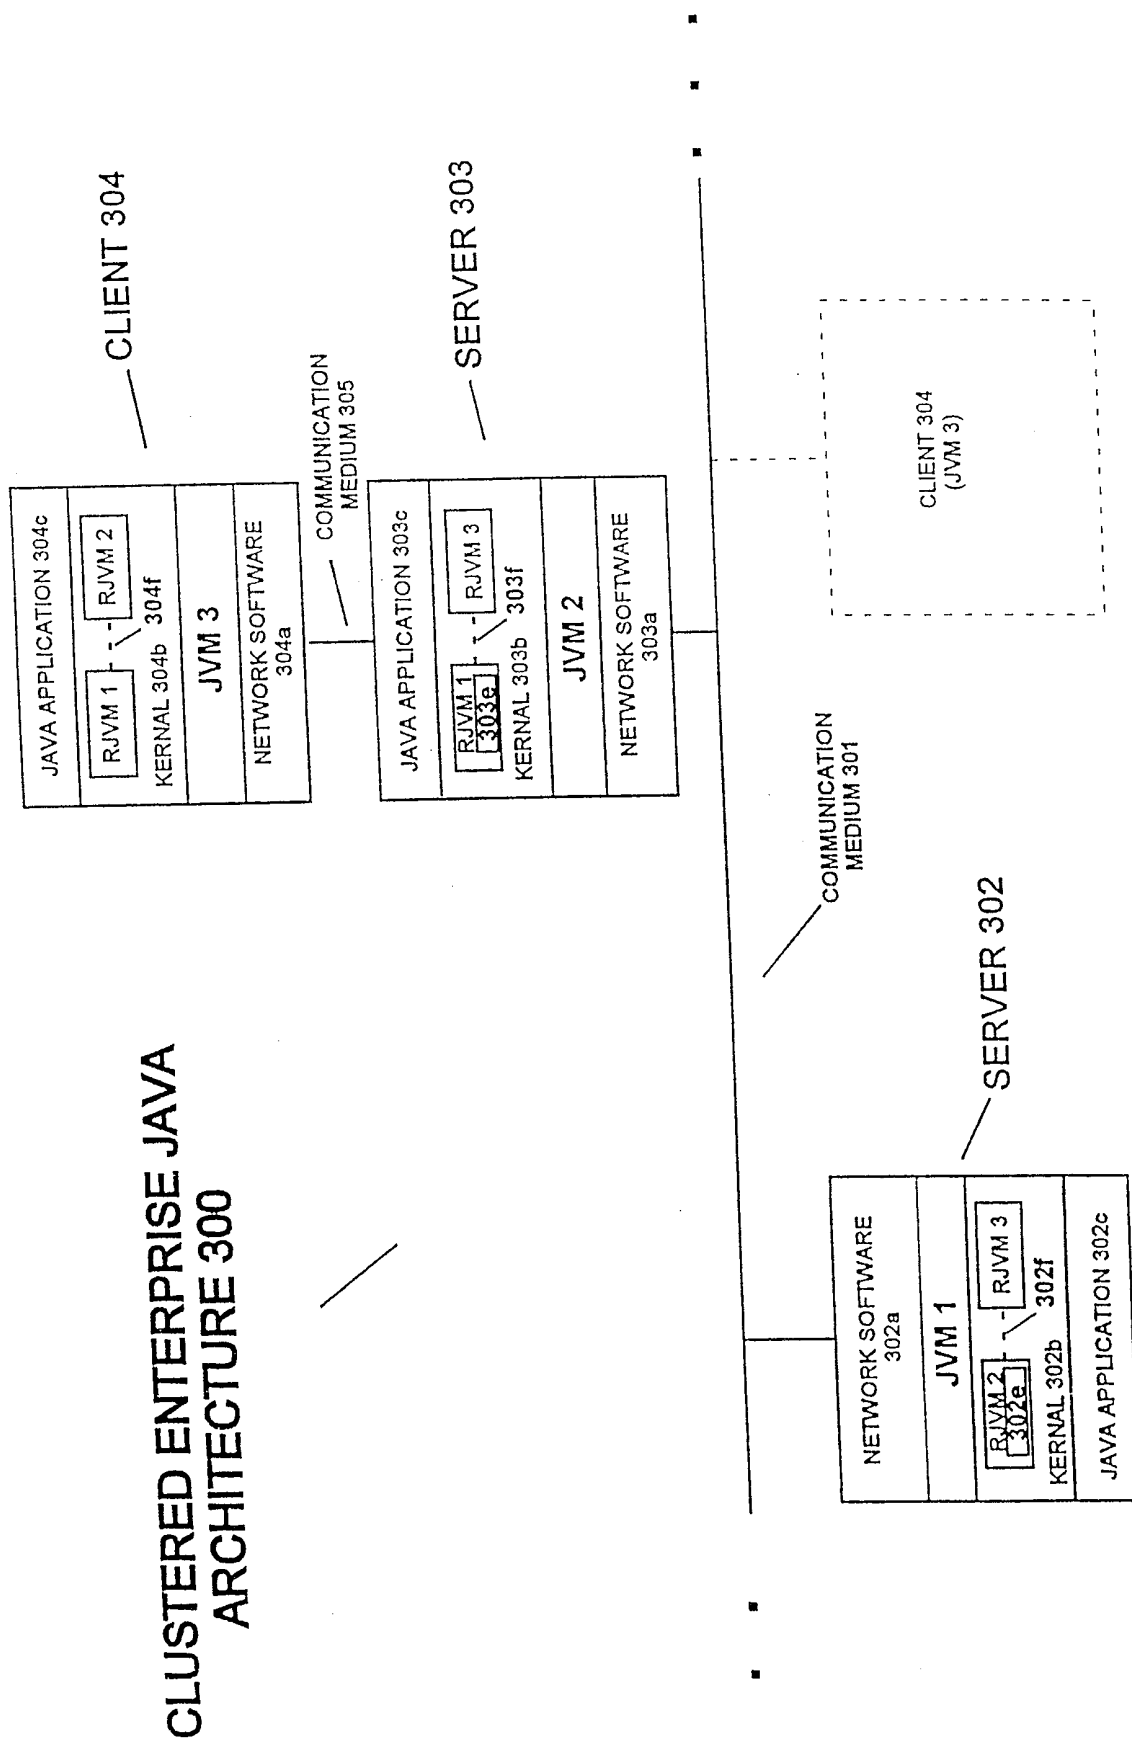 CLUSTERED ENTERPRISE JAVA
ARCHITECTURE 300
CLIENT 304
JAVA APPLICATION 304c
RJVM 1
RJVM 2
304f
KERNAL 304b
JVM 3
NETWORK SOFTWARE
304a
COMMUNICATION
MEDIUM 305
SERVER 303
JAVA APPLICATION 303c
RJVM 1
303e
RJVM 3
303f
KERNAL 303b
JVM 2
NETWORK SOFTWARE
303a
COMMUNICATION
MEDIUM 301
CLIENT 304
(JVM 3)
SERVER 302
NETWORK SOFTWARE
302a
JVM 1
RJVM 2
302e
RJVM 3
302f
KERNAL 302b
JAVA APPLICATION 302c